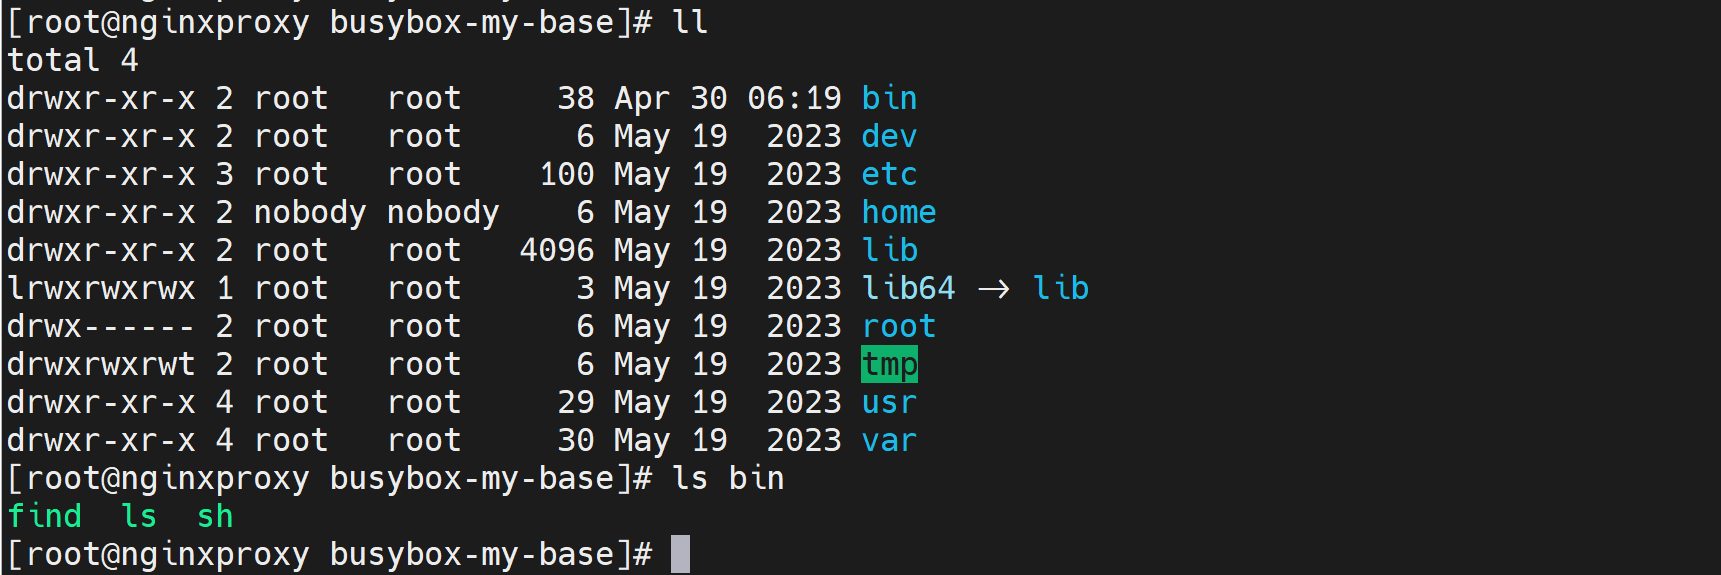 [root@nginxproxy busybox-my-base]# ll
total 4
drwxr-xr-x 2 root   root     38 Apr 30 06:19 bin
drwxr-xr-x 2 root   root      6 May 19  2023 dev
drwxr-xr-x 3 root   root    100 May 19  2023 etc
drwxr-xr-x 2 nobody nobody    6 May 19  2023 home
drwxr-xr-x 2 root   root   4096 May 19  2023 lib
lrwxrwxrwx 1 root   root      3 May 19  2023 lib64 -> lib
drwx------ 2 root   root      6 May 19  2023 root
drwxrwxrwt 2 root   root      6 May 19  2023 tmp
drwxr-xr-x 4 root   root     29 May 19  2023 usr
drwxr-xr-x 4 root   root     30 May 19  2023 var
[root@nginxproxy busybox-my-base]# ls bin
find  ls  sh
[root@nginxproxy busybox-my-base]#